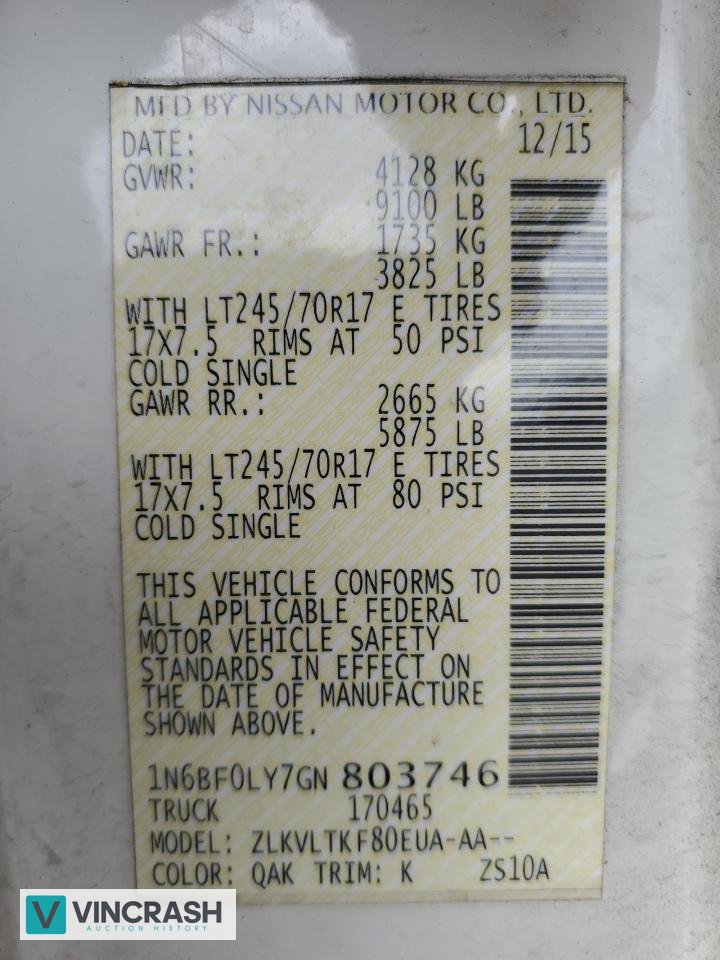 MFD BY NISSAN MOTOR CO., LTD.
DATE: 12/15
GVWR: 4128 KG
9100 LB
GAWR FR.: 1735 KG
3825 LB
WITH LT245/70R17 E TIRES
17X7.5 RIMS AT 50 PSI
COLD SINGLE
GAWR RR.: 2665 KG
5875 LB
WITH LT245/70R17 E TIRES
17X7.5 RIMS AT 80 PSI
COLD SINGLE
THIS VEHICLE CONFORMS TO
ALL APPLICABLE FEDERAL
MOTOR VEHICLE SAFETY
STANDARDS IN EFFECT ON
THE DATE OF MANUFACTURE
SHOWN ABOVE.
1N6BF0LY7GN 803746
TRUCK 170465
MODEL: ZLKVLTKF80EUA-AA--
COLOR: QAK TRIM: K ZS10A
V VINCRASH
AUCTION HISTORY